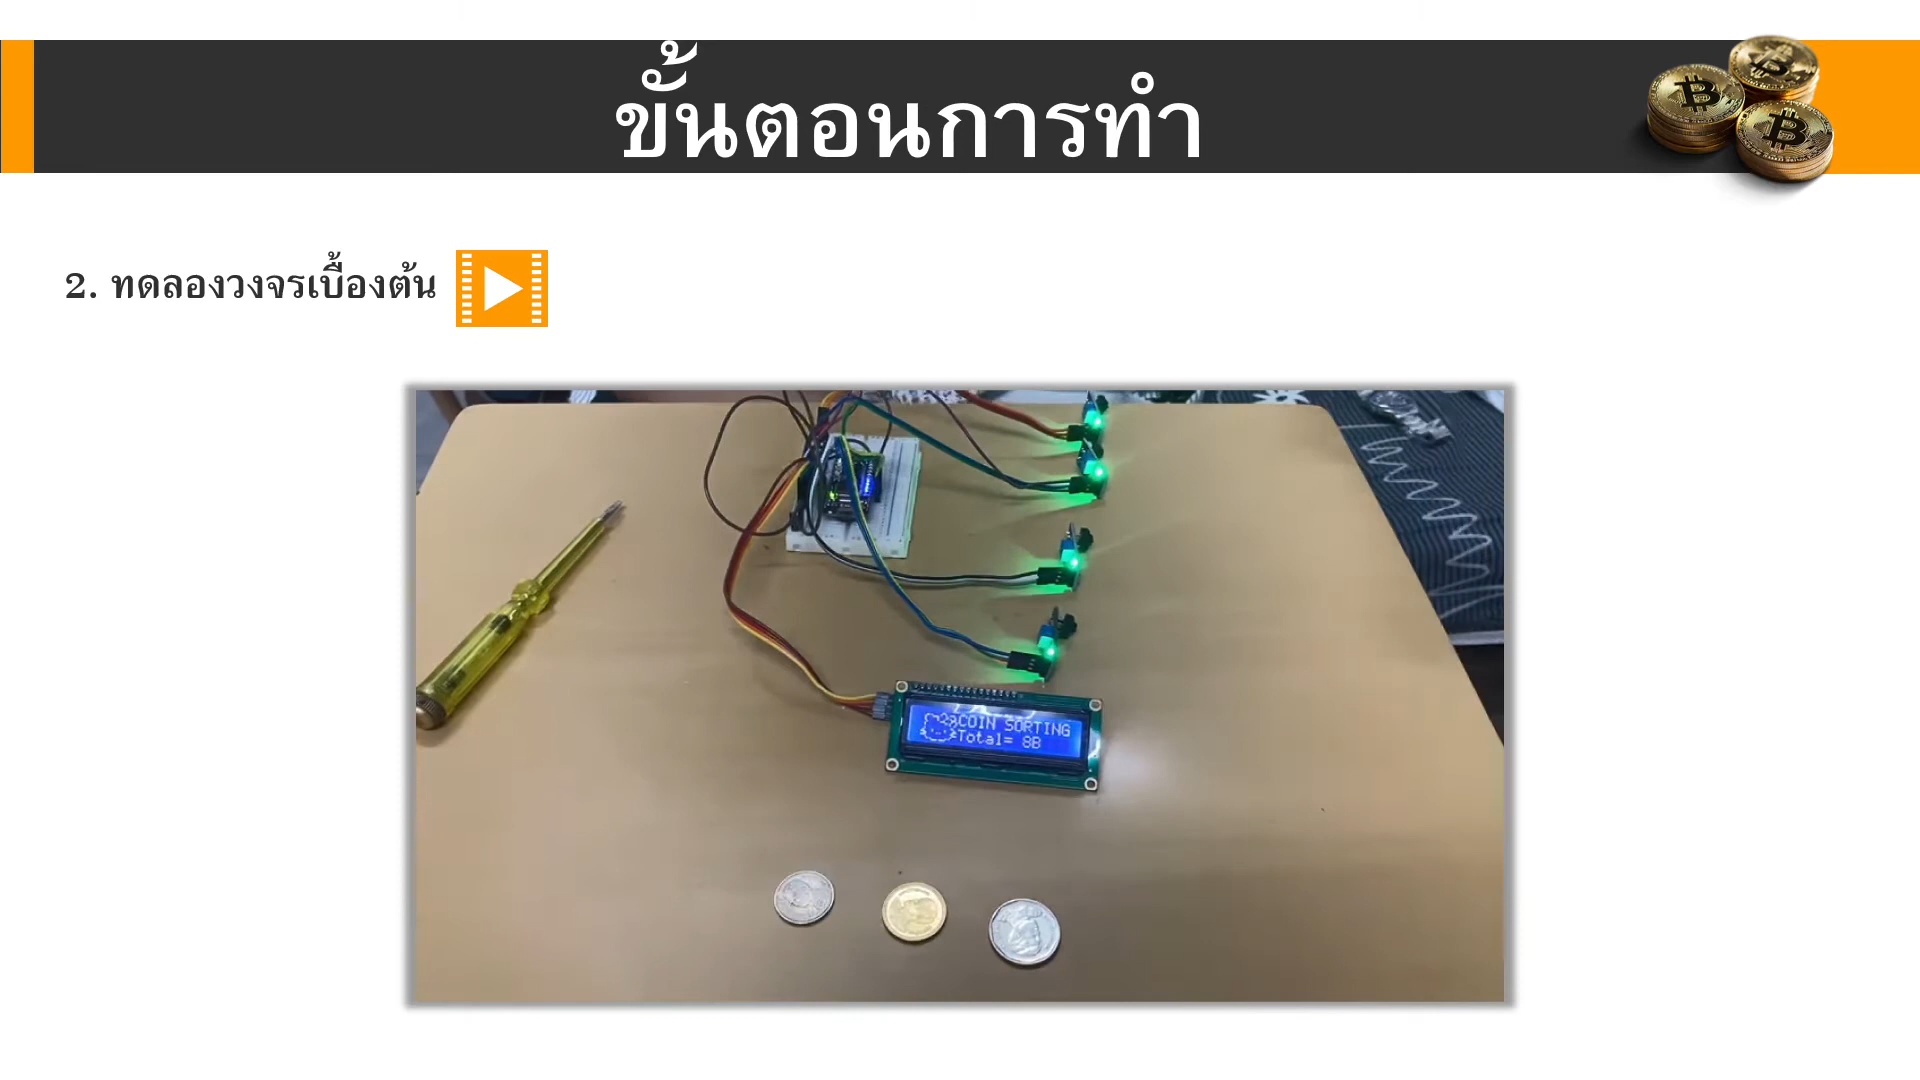 ขั้นตอนการทำ
2. ทดลองวงจรเบื้องต้น
COIN SORTING
Total= 8B